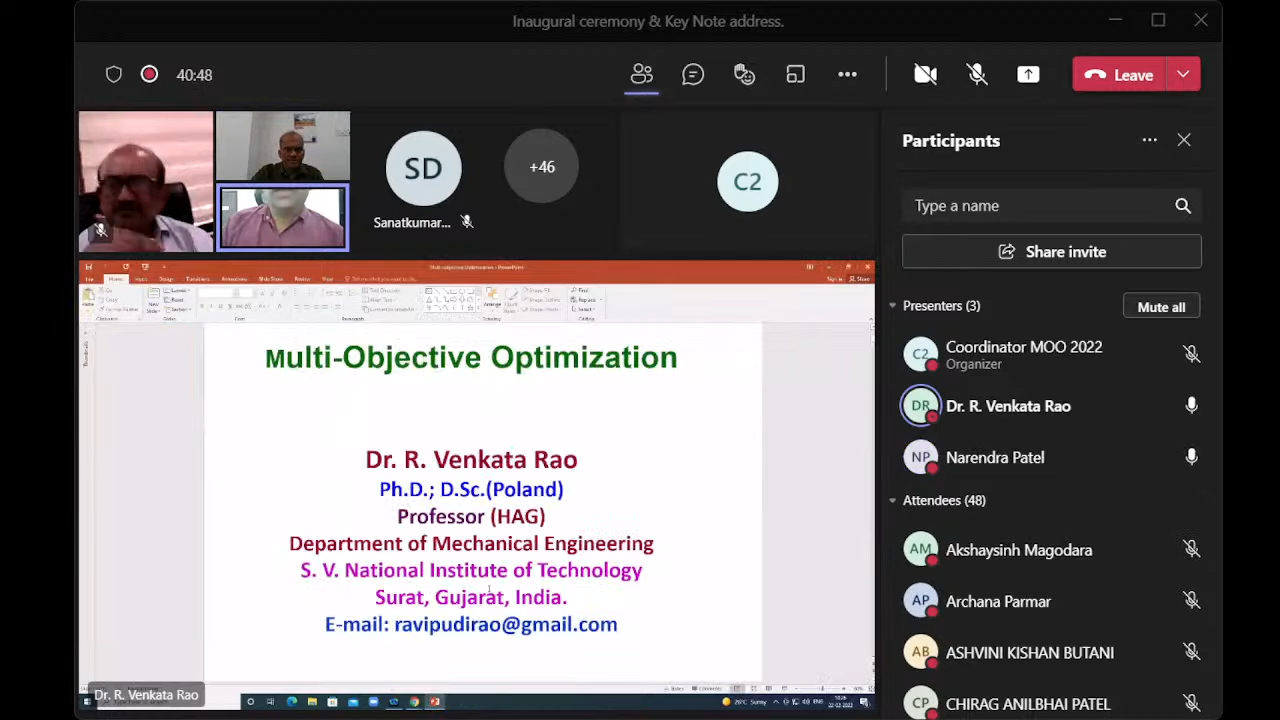 Inaugural ceremony & Key Note address.
40:48
Leave
SD
+46
C2
Sanatkumar...
Participants
Type a name
Share invite
Presenters (3)
Mute all
C2
Coordinator MOO 2022
Organizer
DR
Dr. R. Venkata Rao
NP
Narendra Patel
Attendees (48)
AM
Akshaysinh Magodara
AP
Archana Parmar
AB
ASHVINI KISHAN BUTANI
CP
CHIRAG ANILBHAI PATEL
Multi-Objective Optimization
Dr. R. Venkata Rao
Ph.D.; D.Sc.(Poland)
Professor (HAG)
Department of Mechanical Engineering
S. V. National Institute of Technology
Surat, Gujarat, India.
E-mail: ravipudirao@gmail.com
Dr. R. Venkata Rao